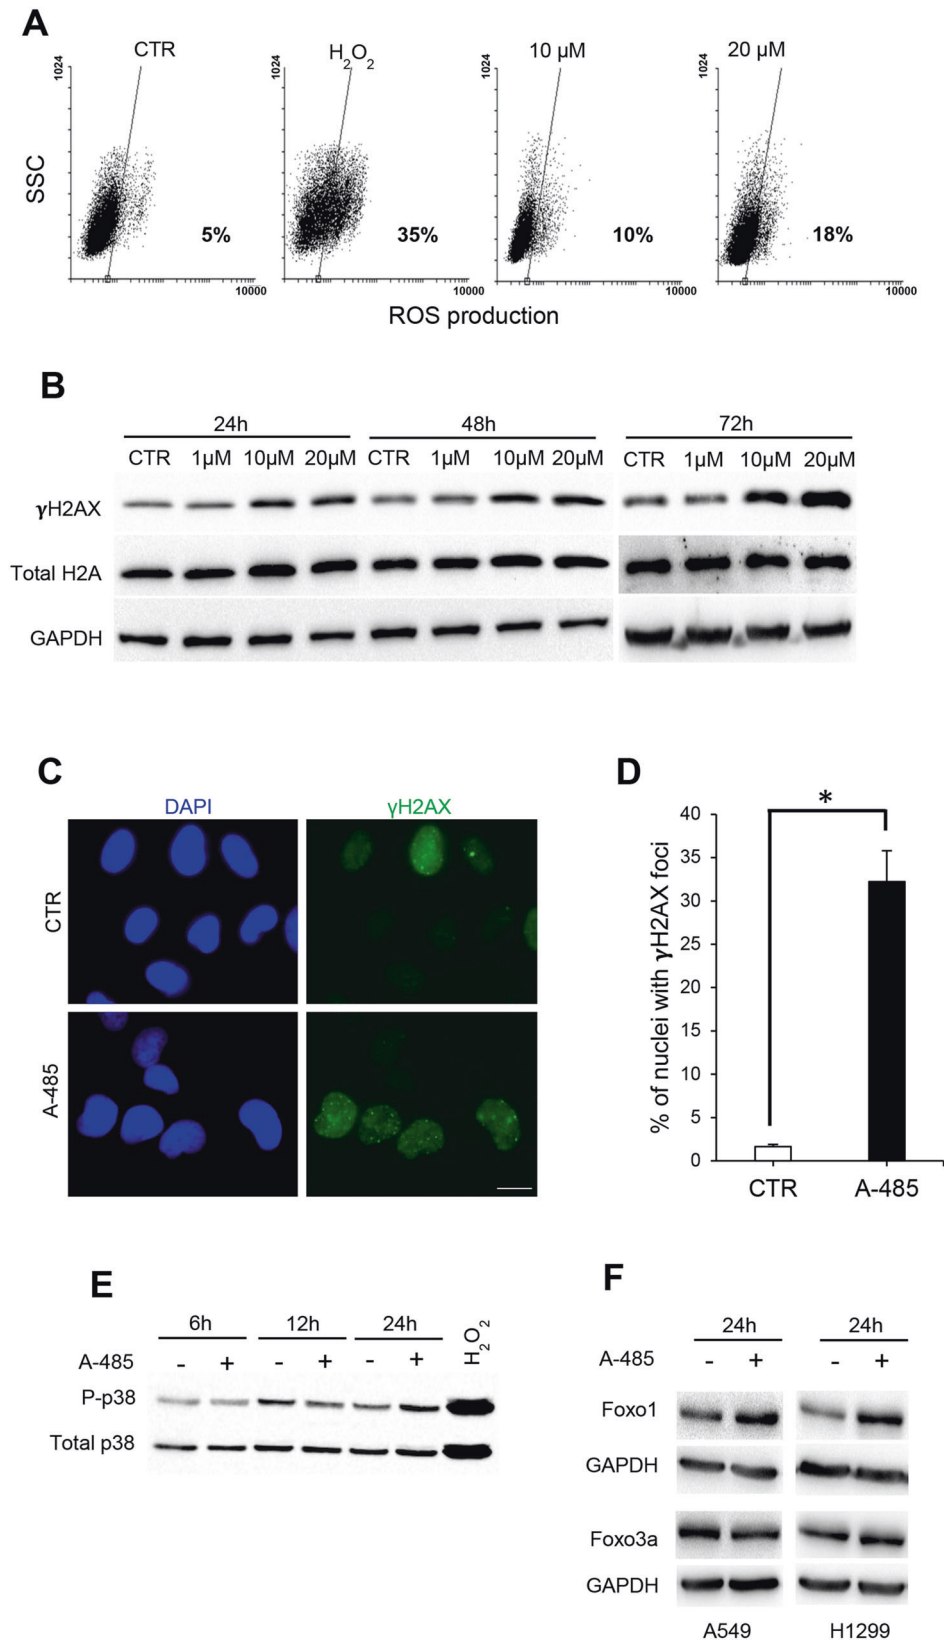 A
CTR H₂O₂ 10 µM 20 µM
1024 1024 1024 1024
SSC
5% 35% 10% 18%
10000 10000 10000 10000
ROS production
B
24h 48h 72h
CTR 1µM 10µM 20µM CTR 1µM 10µM 20µM CTR 1µM 10µM 20µM
γH2AX
Total H2A
GAPDH
C
DAPI γH2AX
CTR
A-485
D
% of nuclei with γH2AX foci
40
35
30
25
20
15
10
5
0
*
CTR A-485
E
6h 12h 24h H₂O₂
A-485 - + - + - +
P-p38
Total p38
F
24h 24h
A-485 - + - +
Foxo1
GAPDH
Foxo3a
GAPDH
A549 H1299